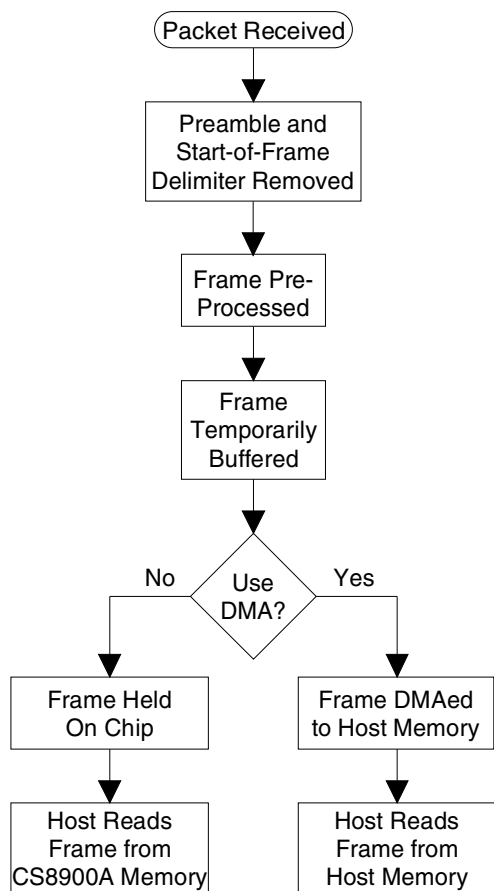 Packet Received
Preamble and
Start-of-Frame
Delimiter Removed
Frame Pre-
Processed
Frame
Temporarily
Buffered
Use
DMA?
No
Yes
Frame Held
On Chip
Frame DMAed
to Host Memory
Host Reads
Frame from
CS8900A Memory
Host Reads
Frame from
Host Memory